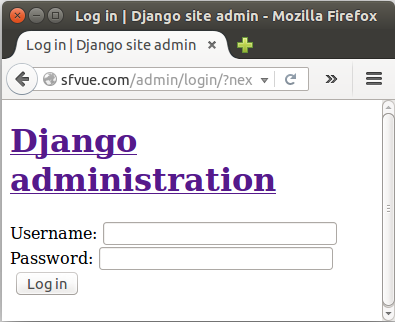 Log in | Django site admin - Mozilla Firefox
Log in | Django site admin
sfvue.com/admin/login/?nex
Django
administration
Username:
Password:
Log in